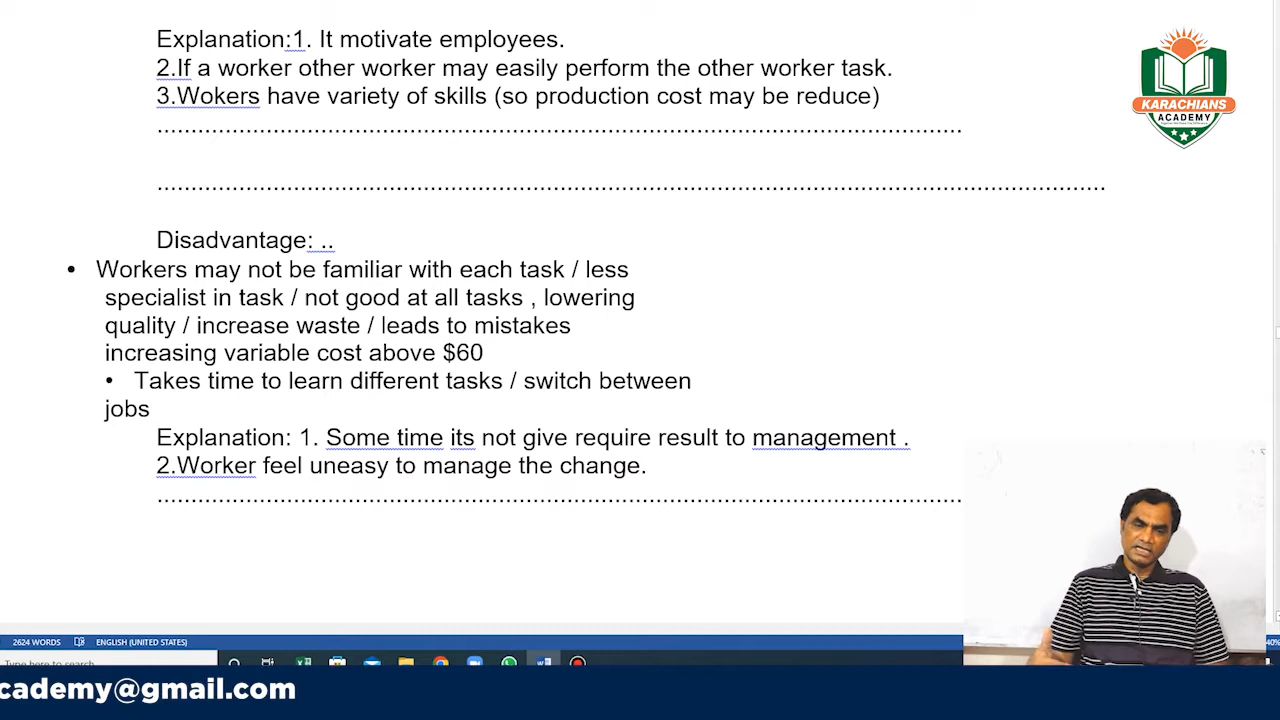 Explanation:1. It motivate employees.
2.If a worker other worker may easily perform the other worker task.
3.Wokers have variety of skills (so production cost may be reduce)
........................................................................................................................
..............................................................................................................................................
Disadvantage: ..
• Workers may not be familiar with each task / less
specialist in task / not good at all tasks , lowering
quality / increase waste / leads to mistakes
increasing variable cost above $60
• Takes time to learn different tasks / switch between
jobs
Explanation: 1. Some time its not give require result to management .
2.Worker feel uneasy to manage the change.
........................................................................................................................
KARACHIANS
ACADEMY
2624 WORDS ENGLISH (UNITED STATES)
Type here to search
40%
cademy@gmail.com